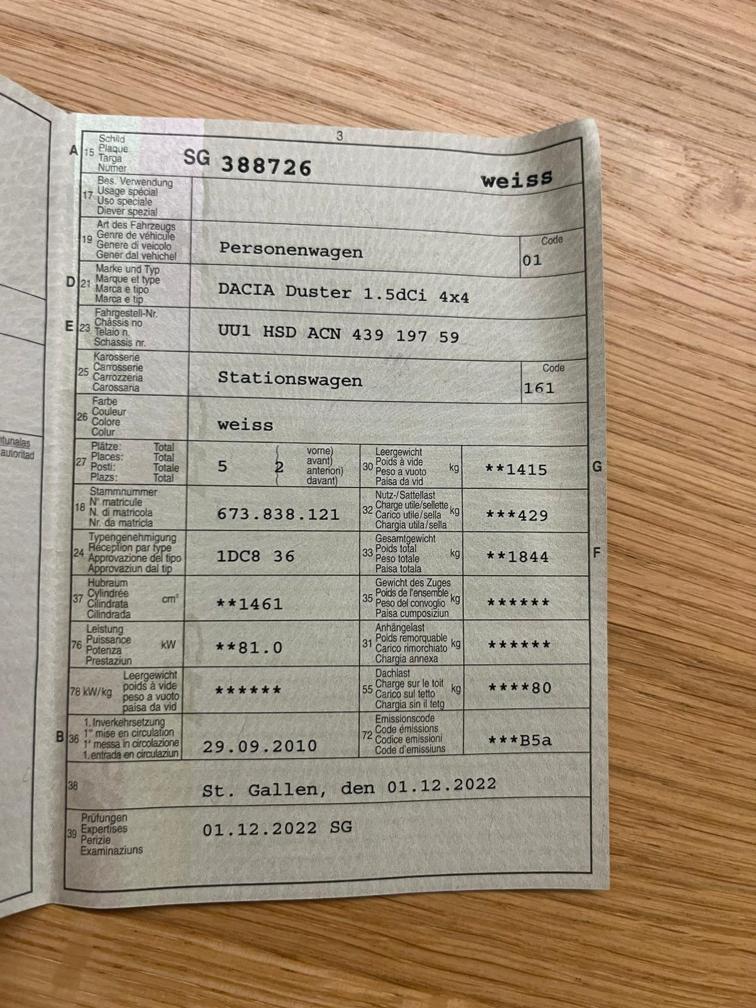 3
A 15 Schild
Plaque
Targa
Numer
SG 388726 weiss
17 Bes. Verwendung
Usage spécial
Uso speciale
Diever spezial
19 Art des Fahrzeugs
Genre de véhicule
Genere di veicolo
Gener dal vehichel
Personenwagen
Code
01
D 21 Marke und Typ
Marque et type
Marca e tipo
Marca e tip
DACIA Duster 1.5dCi 4x4
E 23 Fahrgestell-Nr.
Châssis no
Telaio n.
Schassis nr.
UU1 HSD ACN 439 197 59
25 Karosserie
Carrosserie
Carrozzeria
Carossaria
Stationswagen
Code
161
26 Farbe
Couleur
Colore
Colur
weiss
27 Plätze: Total
Places: Total
Posti: Totale
Plazs: Total
5 2
vorne)
avant)
anteriori)
davant)
30 Leergewicht
Poids à vide
Peso a vuoto
Paisa da vid
kg
**1415
G
18 Stammnummer
N° matricule
N. di matricola
Nr. da matricla
673.838.121
32 Nutz-/Sattellast
Charge utile/sellette
Carico utile/sella
Chargia utila/sella
kg
***429
24 Typengenehmigung
Réception par type
Approvazione del tipo
Approvaziun dal tip
1DC8 36
33 Gesamtgewicht
Poids total
Peso totale
Paisa totala
kg
**1844
F
37 Hubraum
Cylindrée
Cilindrata
Cilindrada
cm³
**1461
35 Gewicht des Zuges
Poids de l'ensemble
Peso del convoglio
Paisa cumposiziun
kg
******
76 Leistung
Puissance
Potenza
Prestaziun
kW
**81.0
31 Anhängelast
Poids remorquable
Carico rimorchiato
Chargia annexa
kg
******
78 kW/kg Leergewicht
poids à vide
peso a vuoto
paisa da vid
******
55 Dachlast
Charge sur le toit
Carico sul tetto
Chargia sin il tetg
kg
****80
B 36 1. Inverkehrsetzung
1re mise en circulation
1a messa in circolazione
1. entrada en circulaziun
29.09.2010
72 Emissionscode
Code émissions
Codice emissioni
Code d'emissiuns
***B5a
38
St. Gallen, den 01.12.2022
39 Prüfungen
Expertises
Perizie
Examinaziuns
01.12.2022 SG